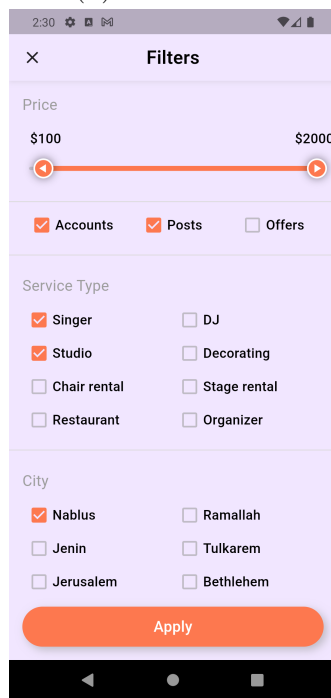 2:30
Filters
Price
$100 $2000
Accounts Posts Offers
Service Type
Singer DJ
Studio Decorating
Chair rental Stage rental
Restaurant Organizer
City
Nablus Ramallah
Jenin Tulkarem
Jerusalem Bethlehem
Apply